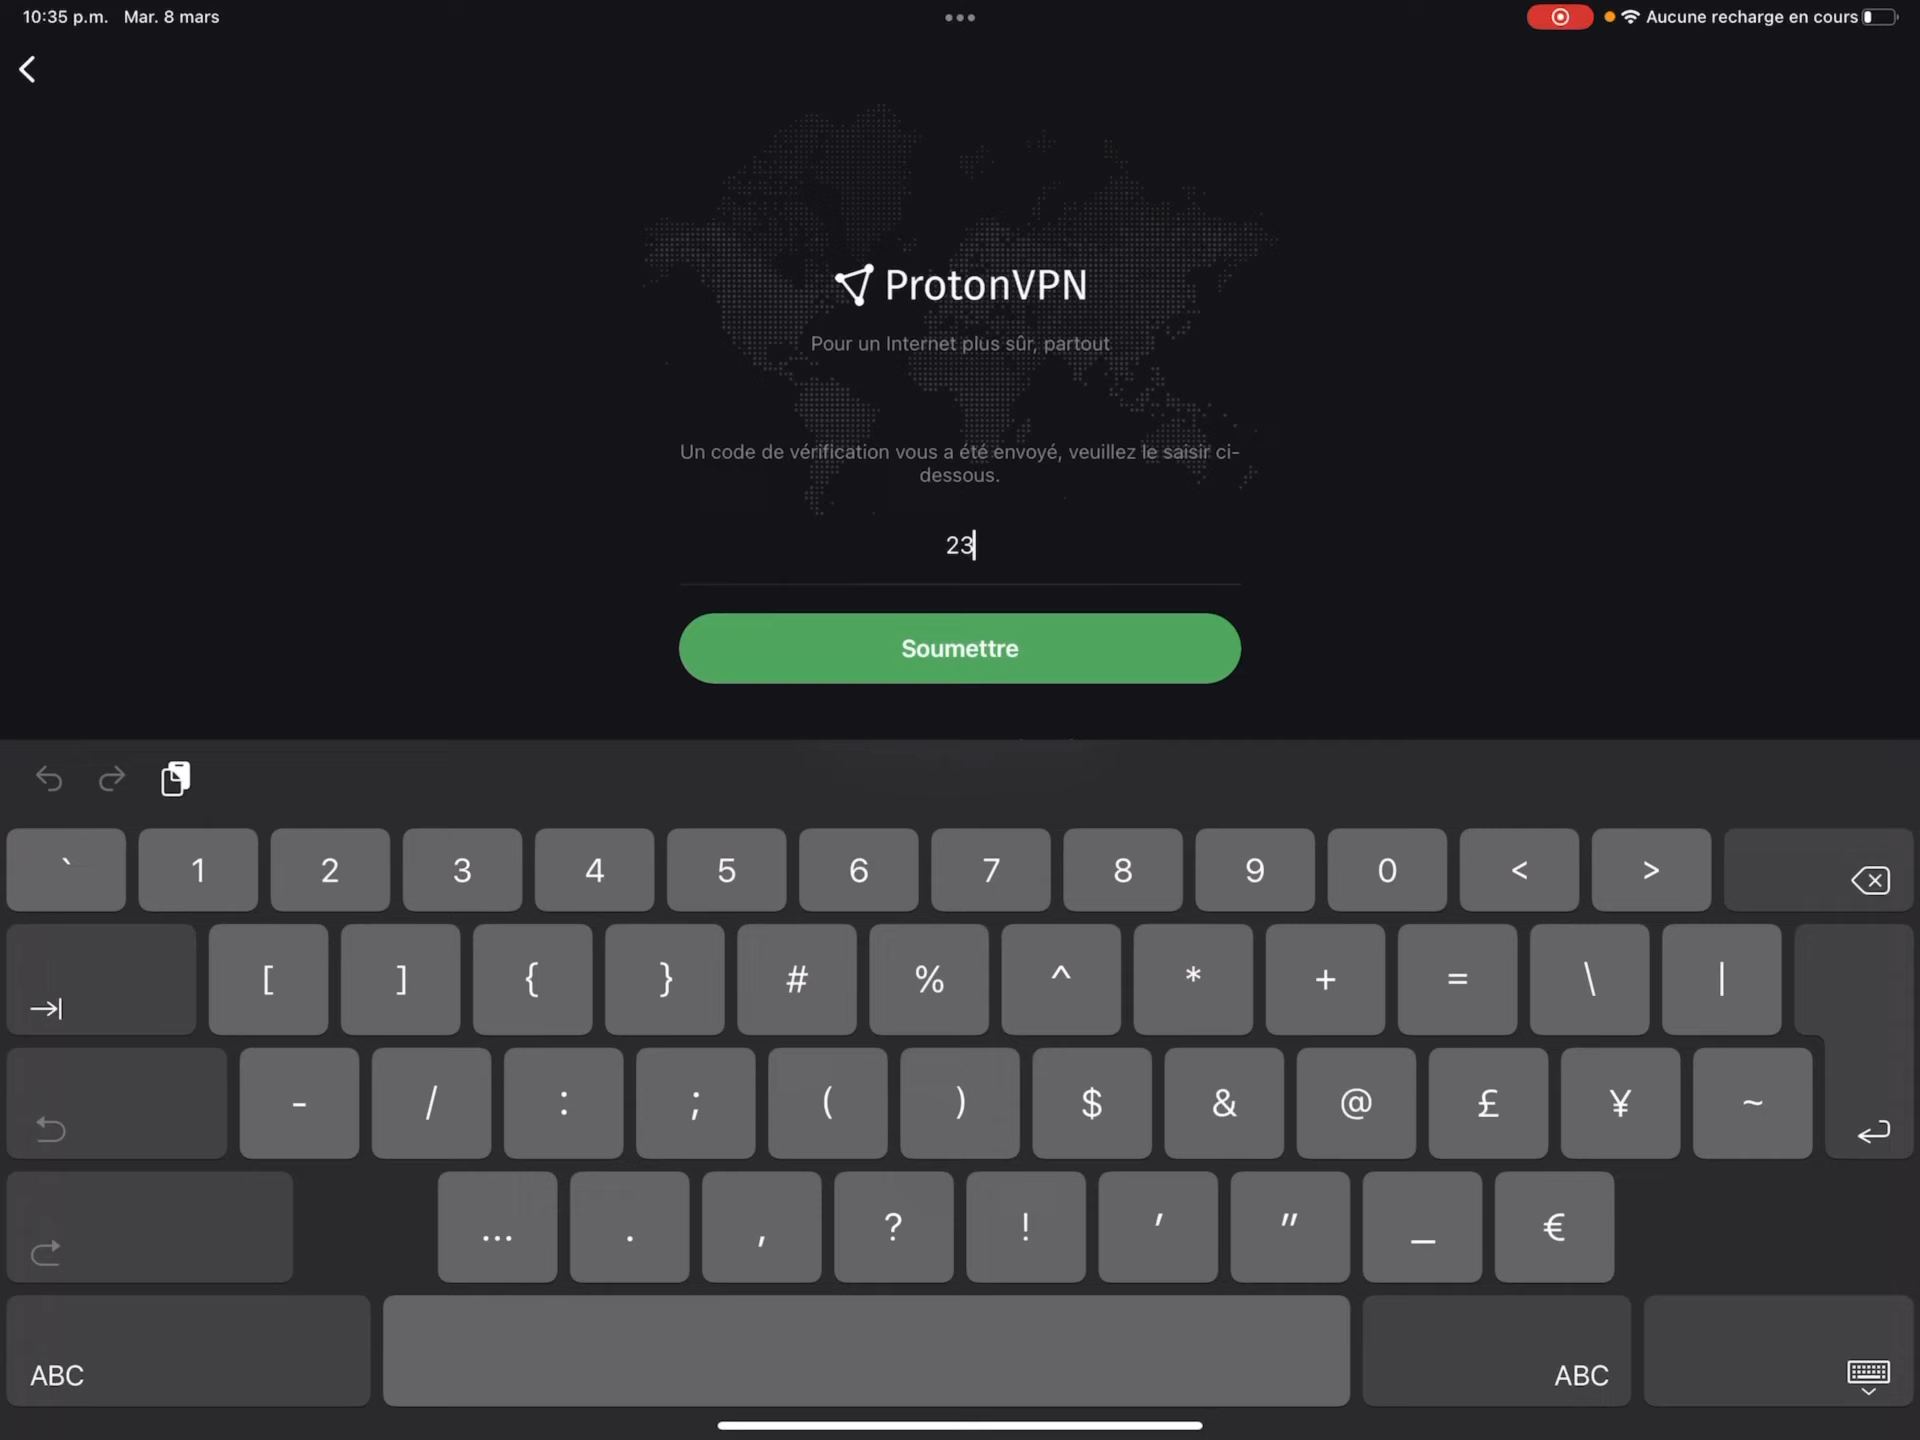 10:35 p.m. Mar. 8 mars
Aucune recharge en cours
ProtonVPN
Pour un Internet plus sûr, partout
Un code de vérification vous a été envoyé, veuillez le saisir ci-
dessous.
23
Soumettre
` 1 2 3 4 5 6 7 8 9 0 < >
[ ] { } # % ^ * + = \ |
- / : ; ( ) $ & @ £ ¥ ~
... . , ? ! ' " _ €
ABC ABC